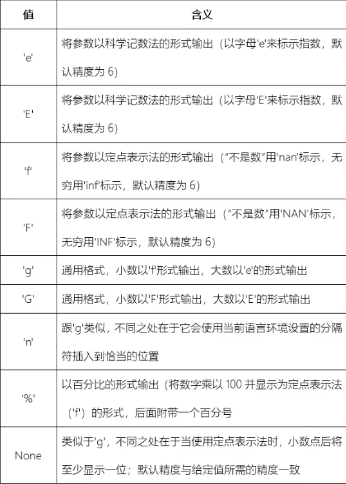 值 含义
'e' 将参数以科学记数法的形式输出（以字母'e'来标示指数，默
认精度为 6）
'E' 将参数以科学记数法的形式输出（以字母'E'来标示指数，默
认精度为 6）
'f' 将参数以定点表示法的形式输出（“不是数”用'nan'标示，无
穷用'inf'标示，默认精度为 6）
'F' 将参数以定点表示法的形式输出（“不是数”用'NAN'标示，
无穷用'INF'标示，默认精度为 6）
'g' 通用格式，小数以'f'形式输出，大数以'e'的形式输出
'G' 通用格式，小数以'F'形式输出，大数以'E'的形式输出
'n' 跟'g'类似，不同之处在于它会使用当前语言环境设置的分隔
符插入到恰当的位置
'%' 以百分比的形式输出（将数字乘以 100 并显示为定点表示法
（'f'）的形式，后面附带一个百分号
None 类似于'g'，不同之处在于当使用定点表示法时，小数点后将
至少显示一位；默认精度与给定值所需的精度一致